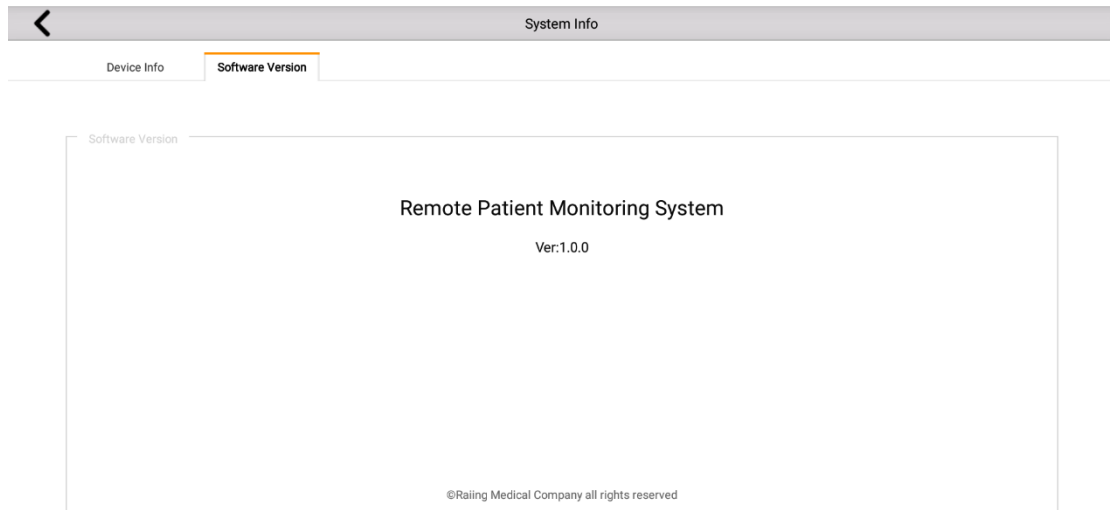 System Info
Device Info
Software Version
Software Version
Remote Patient Monitoring System
Ver:1.0.0
©Raiing Medical Company all rights reserved